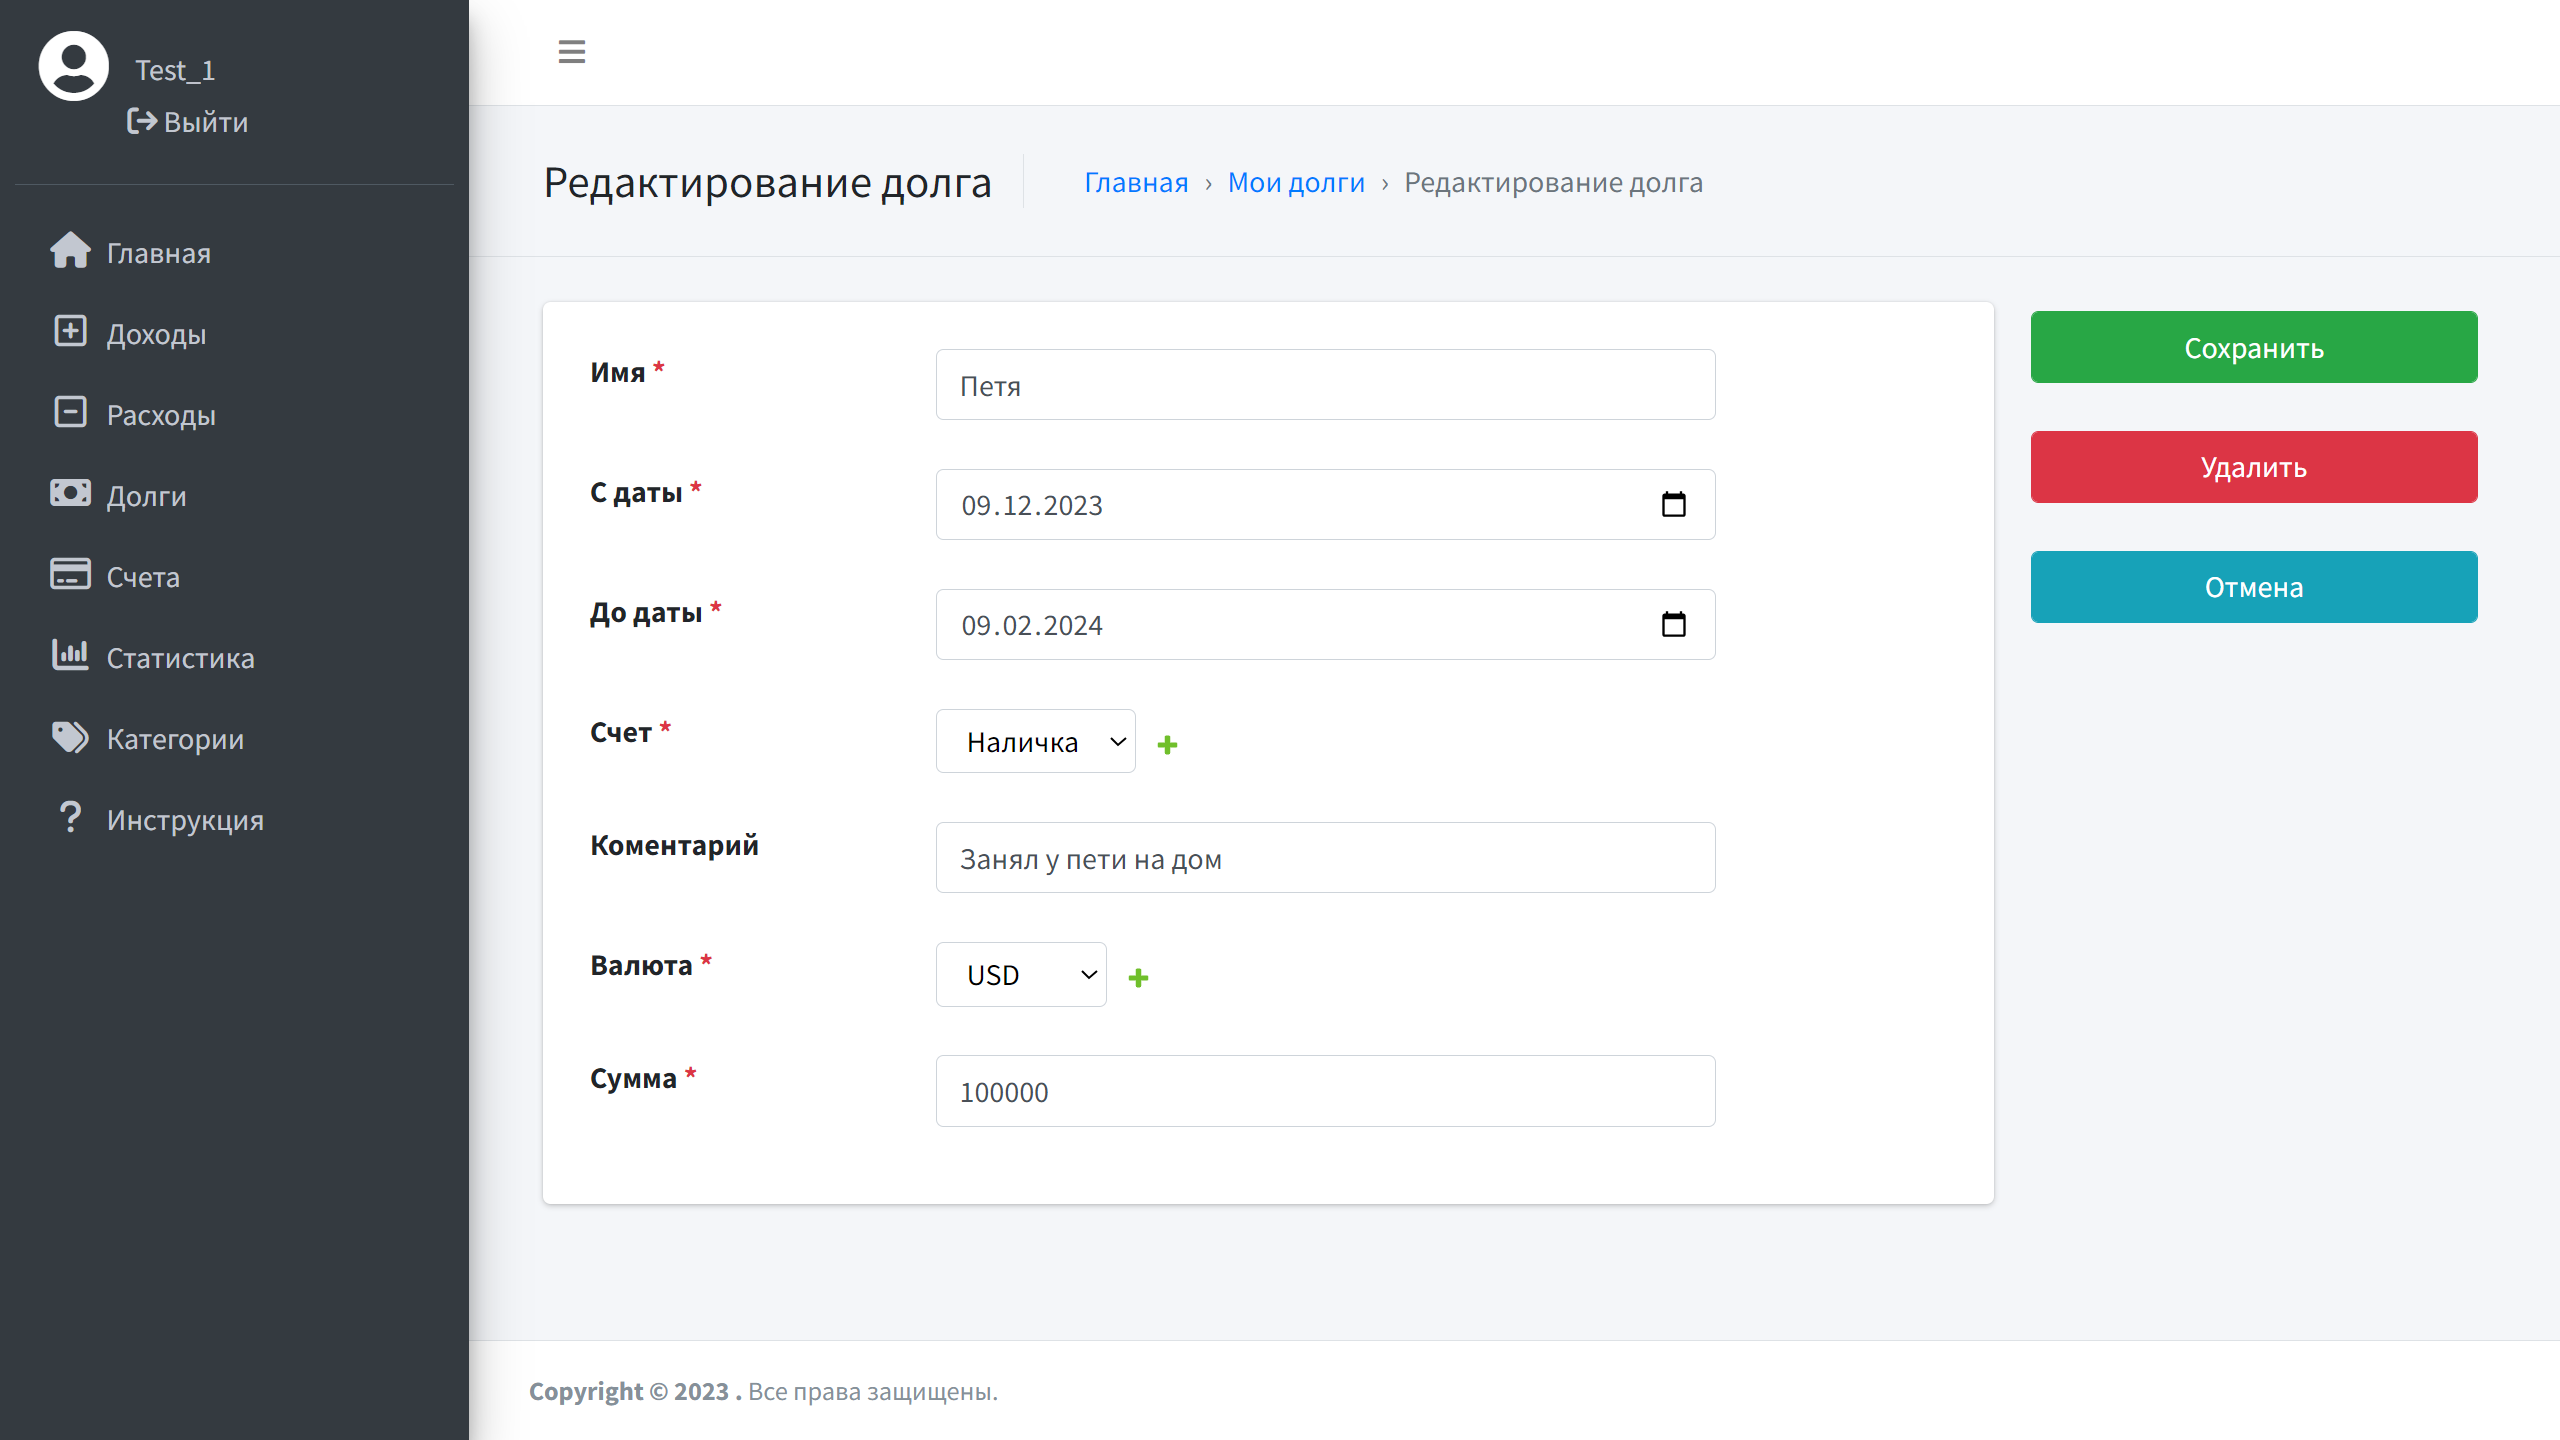 Test_1
Выйти
Главная
Доходы
Расходы
Долги
Счета
Статистика
Категории
Инструкция
Редактирование долга
Главная › Мои долги › Редактирование долга
Имя *
Петя
С даты *
09.12.2023
До даты *
09.02.2024
Счет *
Наличка
Коментарий
Занял у пети на дом
Валюта *
USD
Сумма *
100000
Сохранить
Удалить
Отмена
Copyright © 2023 . Все права защищены.